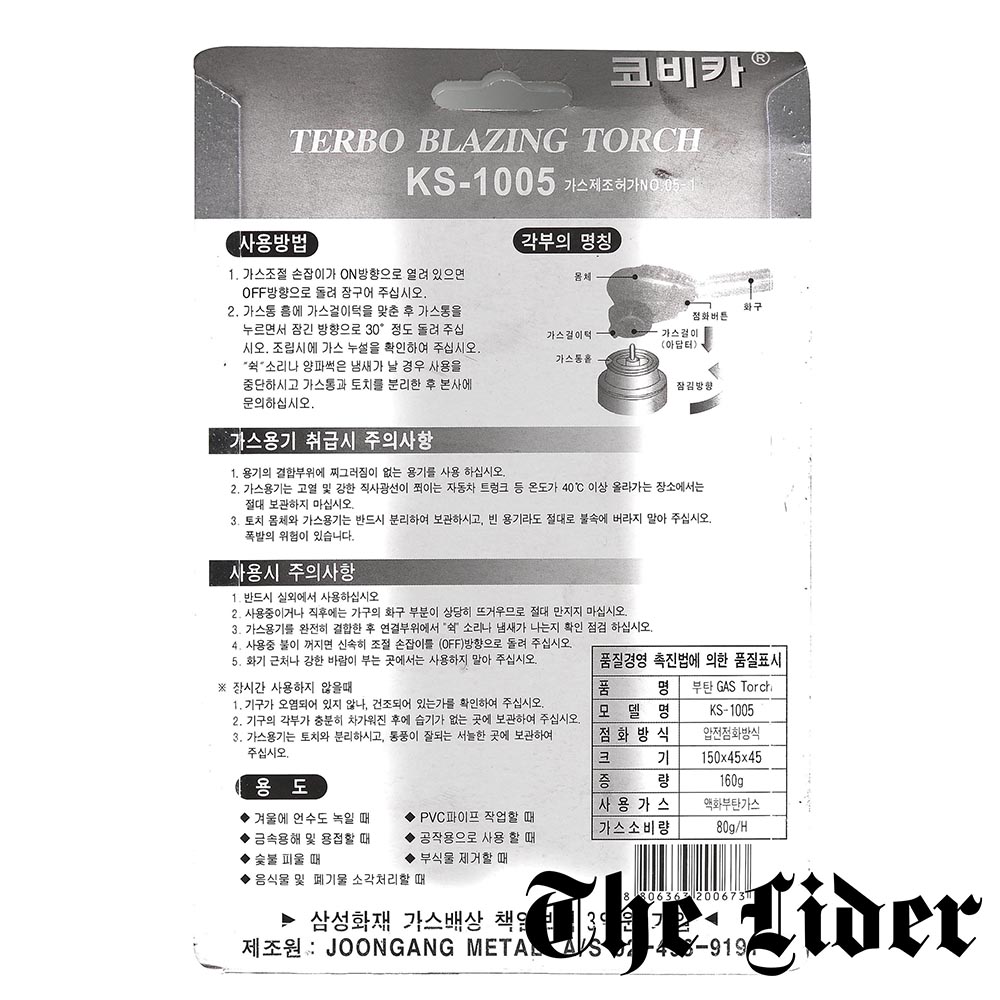 코비카®
TERBO BLAZING TORCH
KS-1005 가스제조허가NO.05-1
사용방법
1. 가스조절 손잡이가 ON방향으로 열려 있으면
OFF방향으로 돌려 잠구어 주십시오.
2. 가스통 홈에 가스걸이턱을 맞춘 후 가스통을
누르면서 잠긴 방향으로 30° 정도 돌려 주십
시오. 조립시에 가스 누설을 확인하여 주십시오.
"쉭"소리나 양파썩은 냄새가 날 경우 사용을
중단하시고 가스통과 토치를 분리한 후 본사에
문의하십시오.
각부의 명칭
몸체
화구
점화버튼
가스걸이턱
가스걸이
(아답터)
가스통홈
잠김방향
가스용기 취급시 주의사항
1. 용기의 결합부위에 찌그러짐이 없는 용기를 사용 하십시오.
2. 가스용기는 고열 및 강한 직사광선이 쬐이는 자동차 트렁크 등 온도가 40℃ 이상 올라가는 장소에서는
절대 보관하지 마십시오.
3. 토치 몸체와 가스용기는 반드시 분리하여 보관하시고, 빈 용기라도 절대로 불속에 버리지 말아 주십시오.
폭발의 위험이 있습니다.
사용시 주의사항
1. 반드시 실외에서 사용하십시오
2. 사용중이거나 직후에는 가구의 화구 부분이 상당히 뜨거우므로 절대 만지지 마십시오.
3. 가스용기를 완전히 결합한 후 연결부위에서 "쉭" 소리나 냄새가 나는지 확인 점검 하십시오.
4. 사용중 불이 꺼지면 신속히 조절 손잡이를 (OFF)방향으로 돌려 주십시오.
5. 화기 근처나 강한 바람이 부는 곳에서는 사용하지 말아 주십시오.
※ 장시간 사용하지 않을때
1. 기구가 오염되어 있지 않나, 건조되어 있는가를 확인하여 주십시오.
2. 기구의 각부가 충분히 차가워진 후에 습기가 없는 곳에 보관하여 주십시오.
3. 가스용기는 토치와 분리하시고, 통풍이 잘되는 서늘한 곳에 보관하여
주십시오.
용 도
◆ 겨울에 언수도 녹일 때
◆ 금속용해 및 용접할 때
◆ 숯불 피울 때
◆ 음식물 및 폐기물 소각처리할 때
◆ PVC파이프 작업할 때
◆ 공작용으로 사용 할 때
◆ 부식물 제거할 때
품질경영 촉진법에 의한 품질표시
품 명 부탄 GAS Torch
모 델 명 KS-1005
점화방식 압전점화방식
크 기 150x45x45
중 량 160g
사용가스 액화부탄가스
가스소비량 80g/H
8 806363 200673
▶ 삼성화재 가스배상 책임보험 3억원 가입 ◀
제조원 : JOONGANG METAL A/S 02-498-9191
The Lider